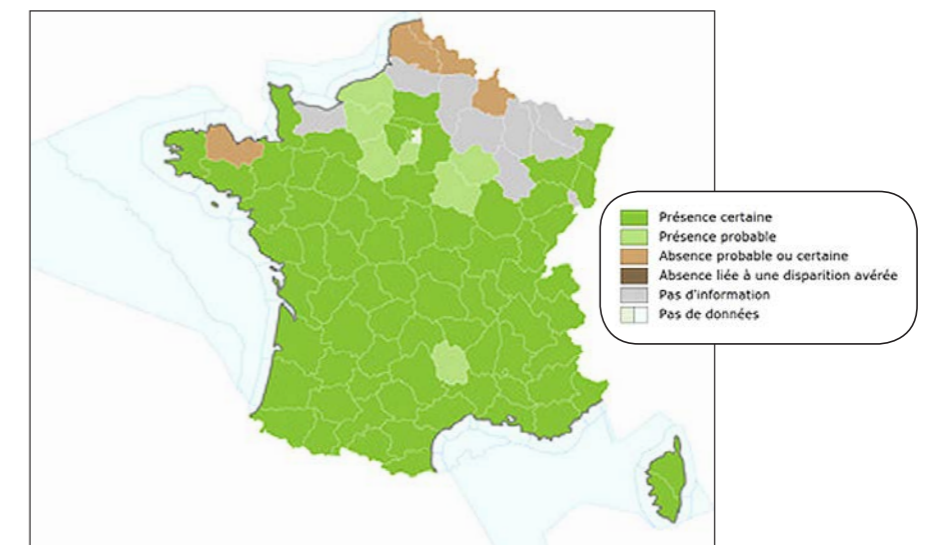 Présence certaine
Présence probable
Absence probable ou certaine
Absence liée à une disparition avérée
Pas d'information
Pas de données